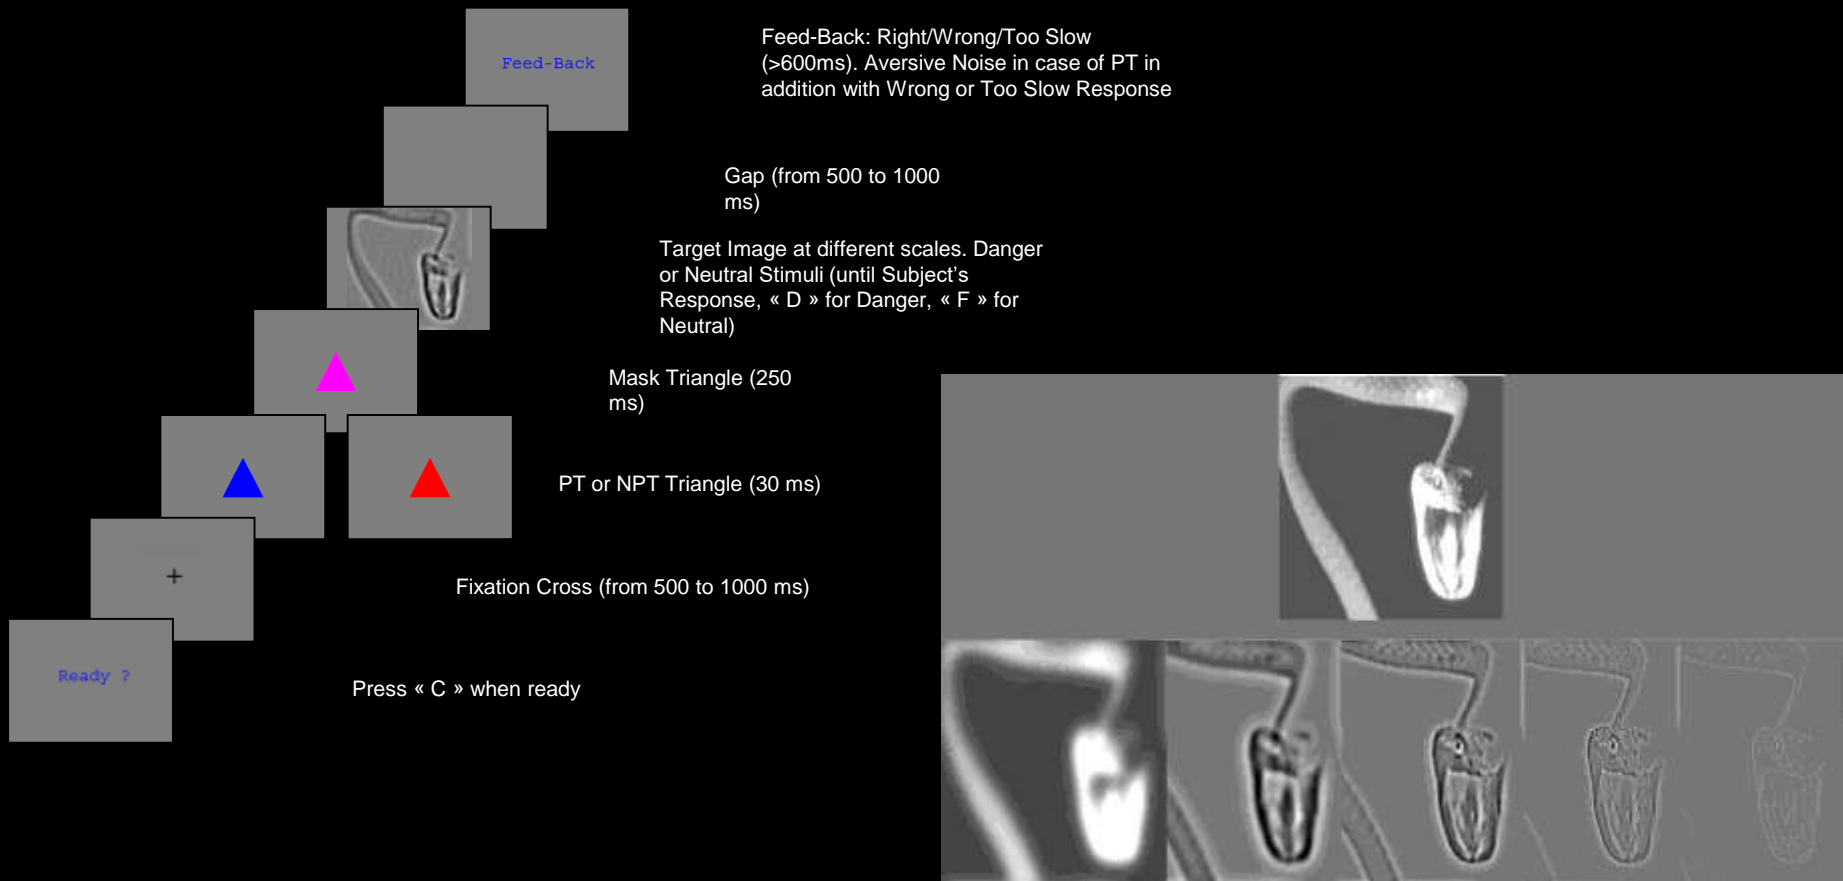 Feed-Back
Feed-Back: Right/Wrong/Too Slow
(>600ms). Aversive Noise in case of PT in
addition with Wrong or Too Slow Response
Gap (from 500 to 1000
ms)
Target Image at different scales. Danger
or Neutral Stimuli (until Subject's
Response, « D » for Danger, « F » for
Neutral)
Mask Triangle (250
ms)
PT or NPT Triangle (30 ms)
Fixation Cross (from 500 to 1000 ms)
Ready ?
Press « C » when ready